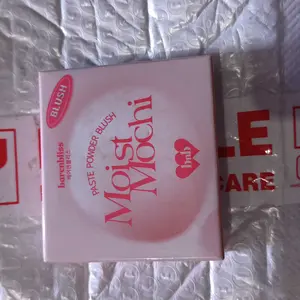 BLUSH
barenbliss
PASTE POWDER BLUSH
Moist
Mochi
bnb
LE
CARE